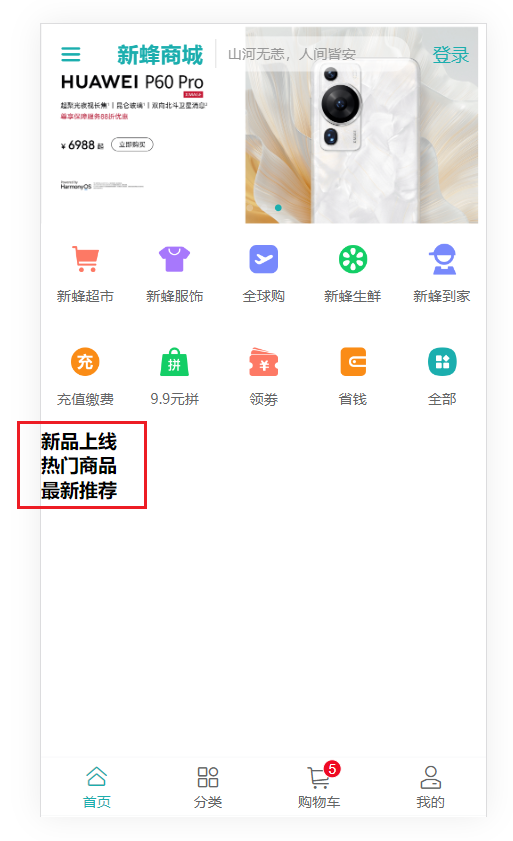 新蜂商城
山河无恙，人间皆安
登录
HUAWEI P60 Pro
超聚光夜视长焦 | 昆仑玻璃 | 双向北斗卫星消息
尊享保障服务88折优惠
¥ 6988 起
立即购买
HarmonyOS
新蜂超市
新蜂服饰
全球购
新蜂生鲜
新蜂到家
充
拼
¥
充值缴费
9.9元拼
领券
省钱
全部
新品上线
热门商品
最新推荐
5
首页
分类
购物车
我的